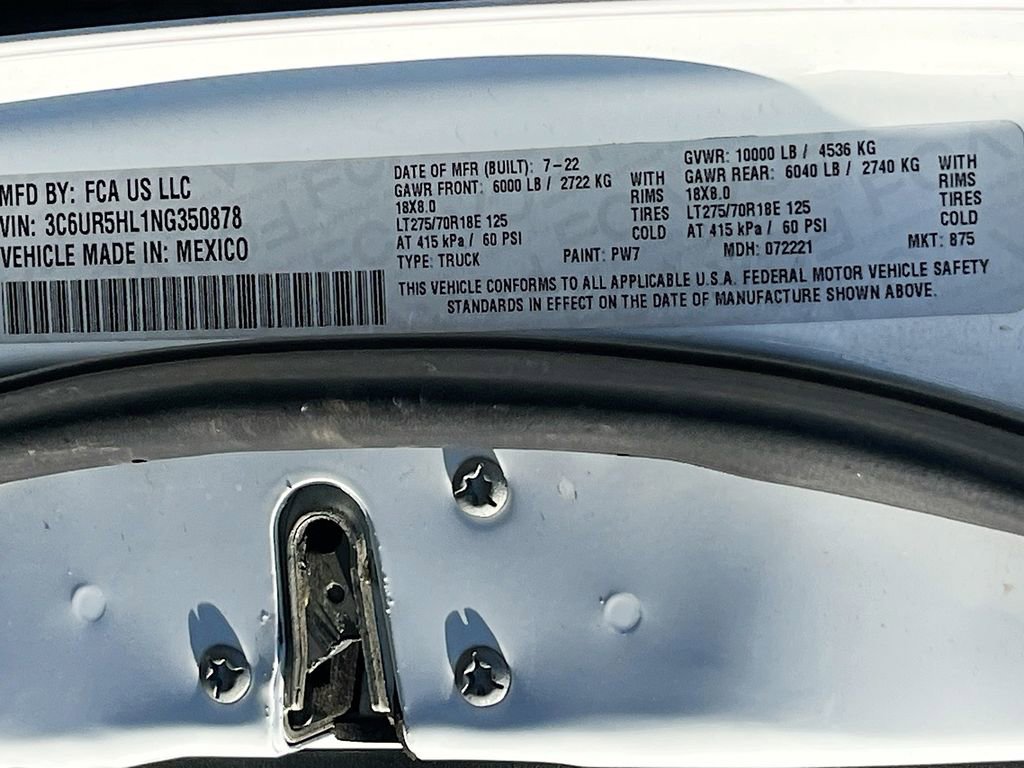 MFD BY: FCA US LLC
VIN: 3C6UR5HL1NG350878
VEHICLE MADE IN: MEXICO
DATE OF MFR (BUILT): 7-22
GAWR FRONT: 6000 LB / 2722 KG WITH
18X8.0 RIMS
LT275/70R18E 125 TIRES
AT 415 kPa / 60 PSI COLD
TYPE: TRUCK PAINT: PW7
GVWR: 10000 LB / 4536 KG
GAWR REAR: 6040 LB / 2740 KG WITH
18X8.0 RIMS
LT275/70R18E 125 TIRES
AT 415 kPa / 60 PSI COLD
MDH: 072221 MKT: B75
THIS VEHICLE CONFORMS TO ALL APPLICABLE U.S.A. FEDERAL MOTOR VEHICLE SAFETY
STANDARDS IN EFFECT ON THE DATE OF MANUFACTURE SHOWN ABOVE.